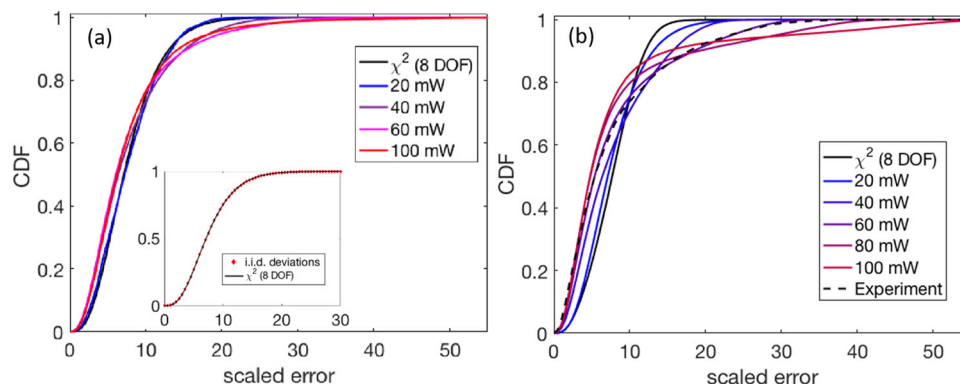 (a)
CDF
1
0.8
0.6
0.4
0.2
0
0 10 20 30 40 50
scaled error
χ² (8 DOF)
20 mW
40 mW
60 mW
100 mW
1
0.5
0
0 10 20 30
i.i.d. deviations
χ² (8 DOF)
(b)
CDF
1
0.8
0.6
0.4
0.2
0
0 10 20 30 40 50
scaled error
χ² (8 DOF)
20 mW
40 mW
60 mW
80 mW
100 mW
Experiment